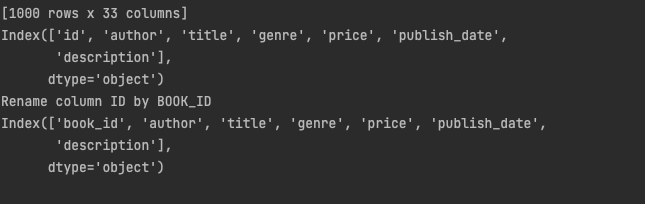 [1000 rows x 33 columns]
Index(['id', 'author', 'title', 'genre', 'price', 'publish_date',
       'description'],
      dtype='object')
Rename column ID by BOOK_ID
Index(['book_id', 'author', 'title', 'genre', 'price', 'publish_date',
       'description'],
      dtype='object')